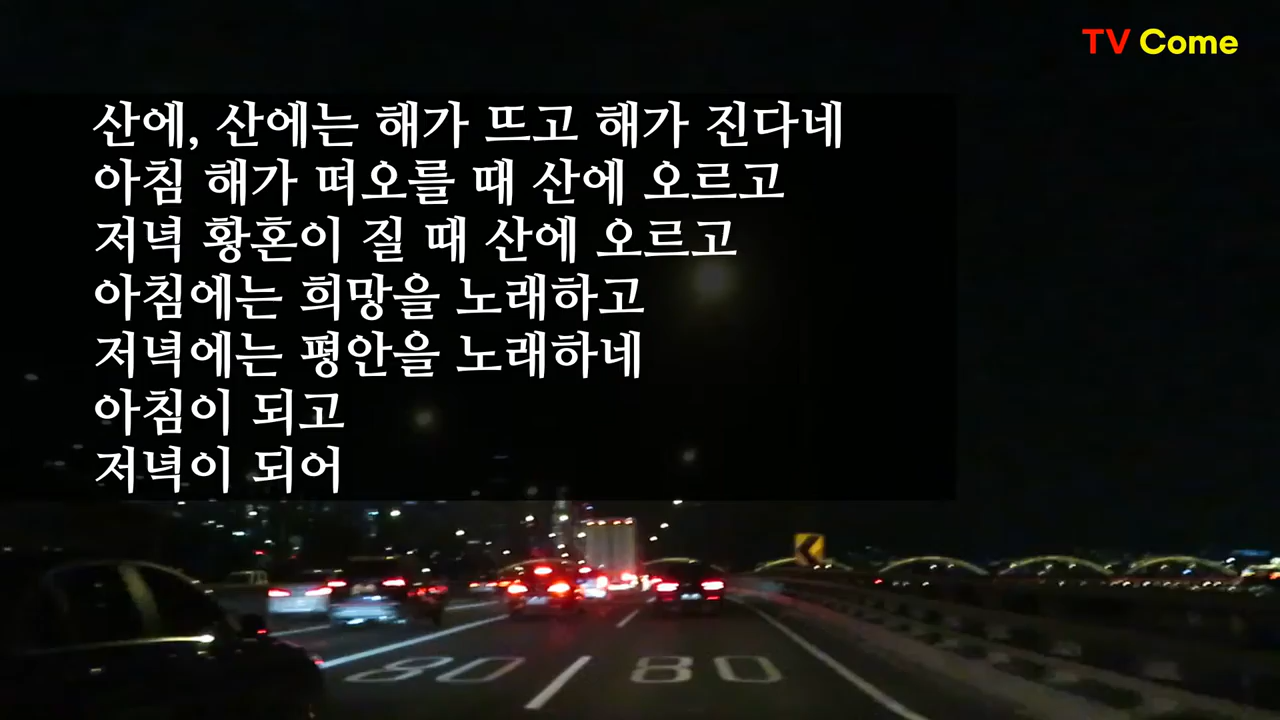 TV Come
산에, 산에는 해가 뜨고 해가 진다네
아침 해가 떠오를 때 산에 오르고
저녁 황혼이 질 때 산에 오르고
아침에는 희망을 노래하고
저녁에는 평안을 노래하네
아침이 되고
저녁이 되어
80 80